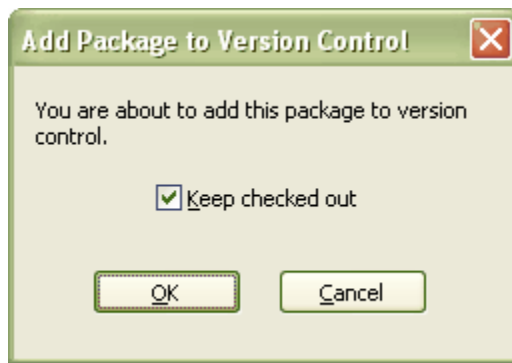 Add Package to Version Control
You are about to add this package to version
control.
Keep checked out
OK
Cancel